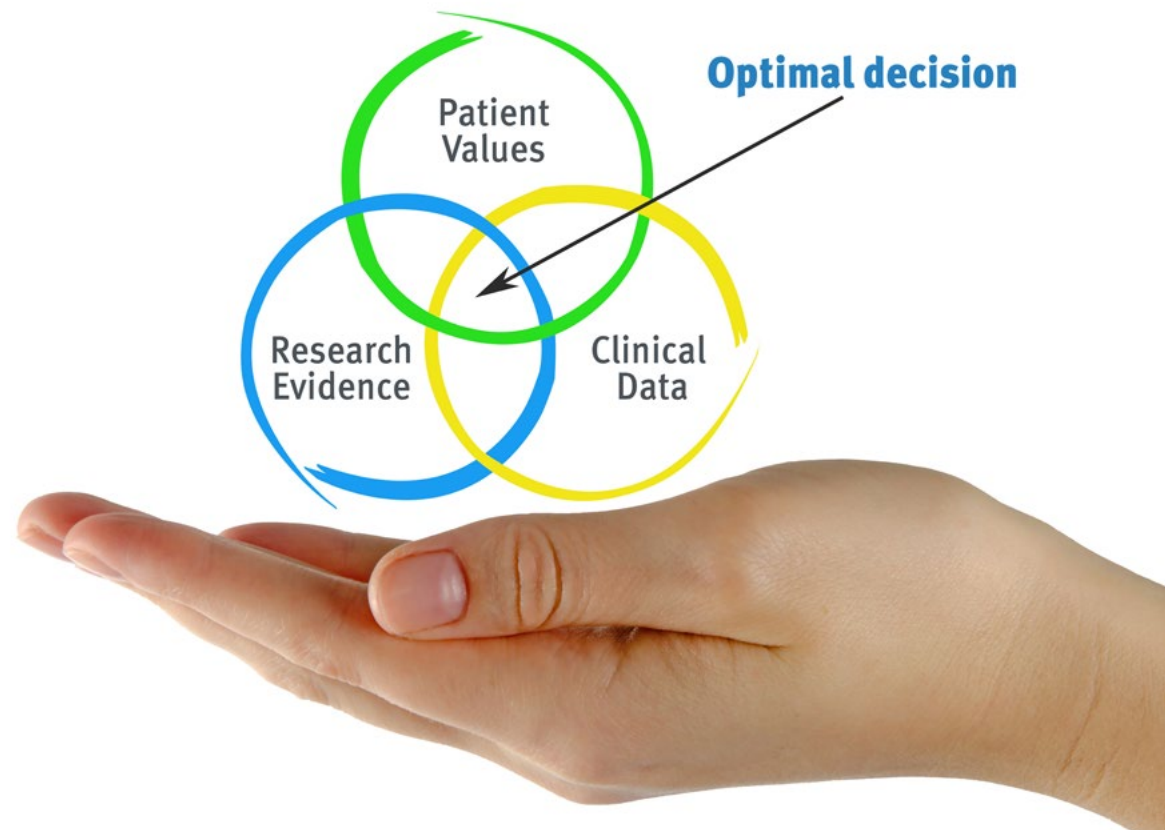 Optimal decision
Patient
Values
Research
Evidence
Clinical
Data